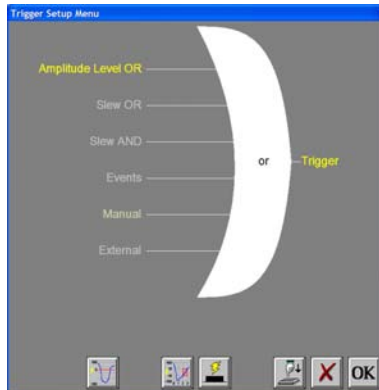 Trigger Setup Menu
Amplitude Level OR
Slew OR
Slew AND
Events
Manual
External
or
Trigger
OK